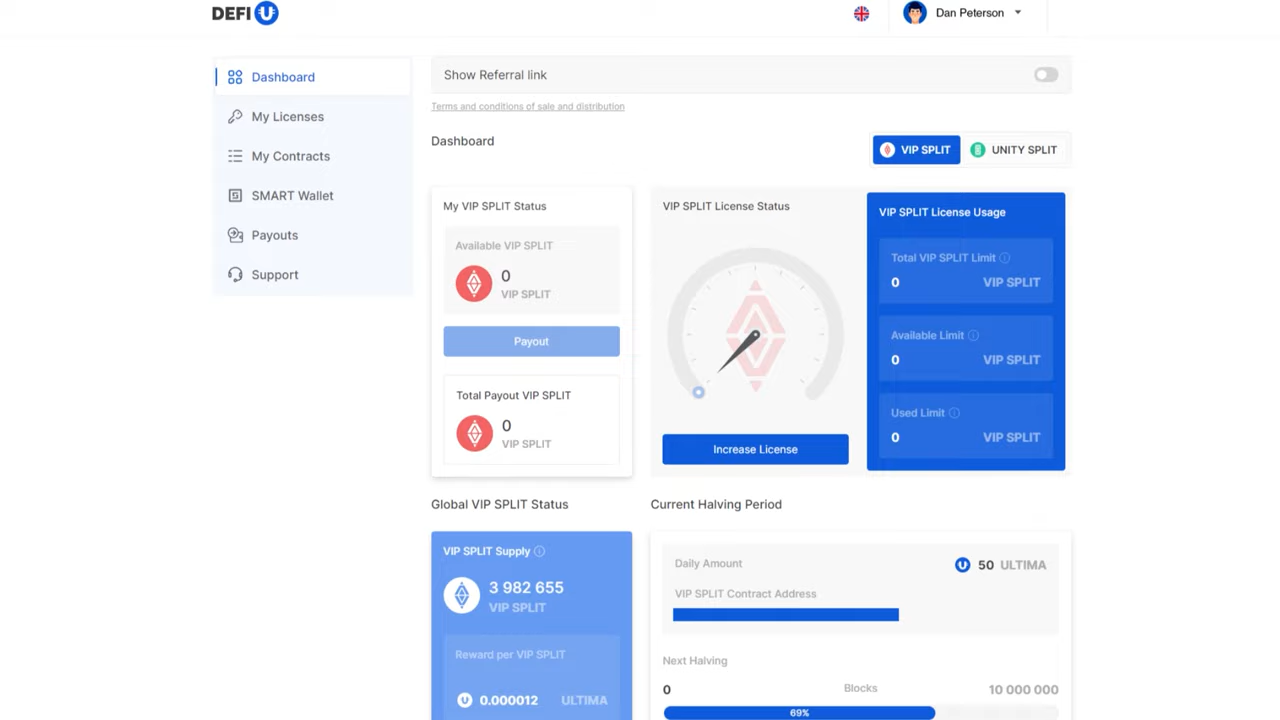 DEFI U
Dan Peterson
Dashboard
My Licenses
My Contracts
SMART Wallet
Payouts
Support
Show Referral link
Terms and conditions of sale and distribution
Dashboard
VIP SPLIT
UNITY SPLIT
My VIP SPLIT Status
Available VIP SPLIT
0
VIP SPLIT
Payout
Total Payout VIP SPLIT
0
VIP SPLIT
VIP SPLIT License Status
Increase License
VIP SPLIT License Usage
Total VIP SPLIT Limit
0 VIP SPLIT
Available Limit
0 VIP SPLIT
Used Limit
0 VIP SPLIT
Global VIP SPLIT Status
VIP SPLIT Supply
3 982 655
VIP SPLIT
Reward per VIP SPLIT
0.000012 ULTIMA
Current Halving Period
Daily Amount
50 ULTIMA
VIP SPLIT Contract Address
Next Halving
0 Blocks 10 000 000
69%